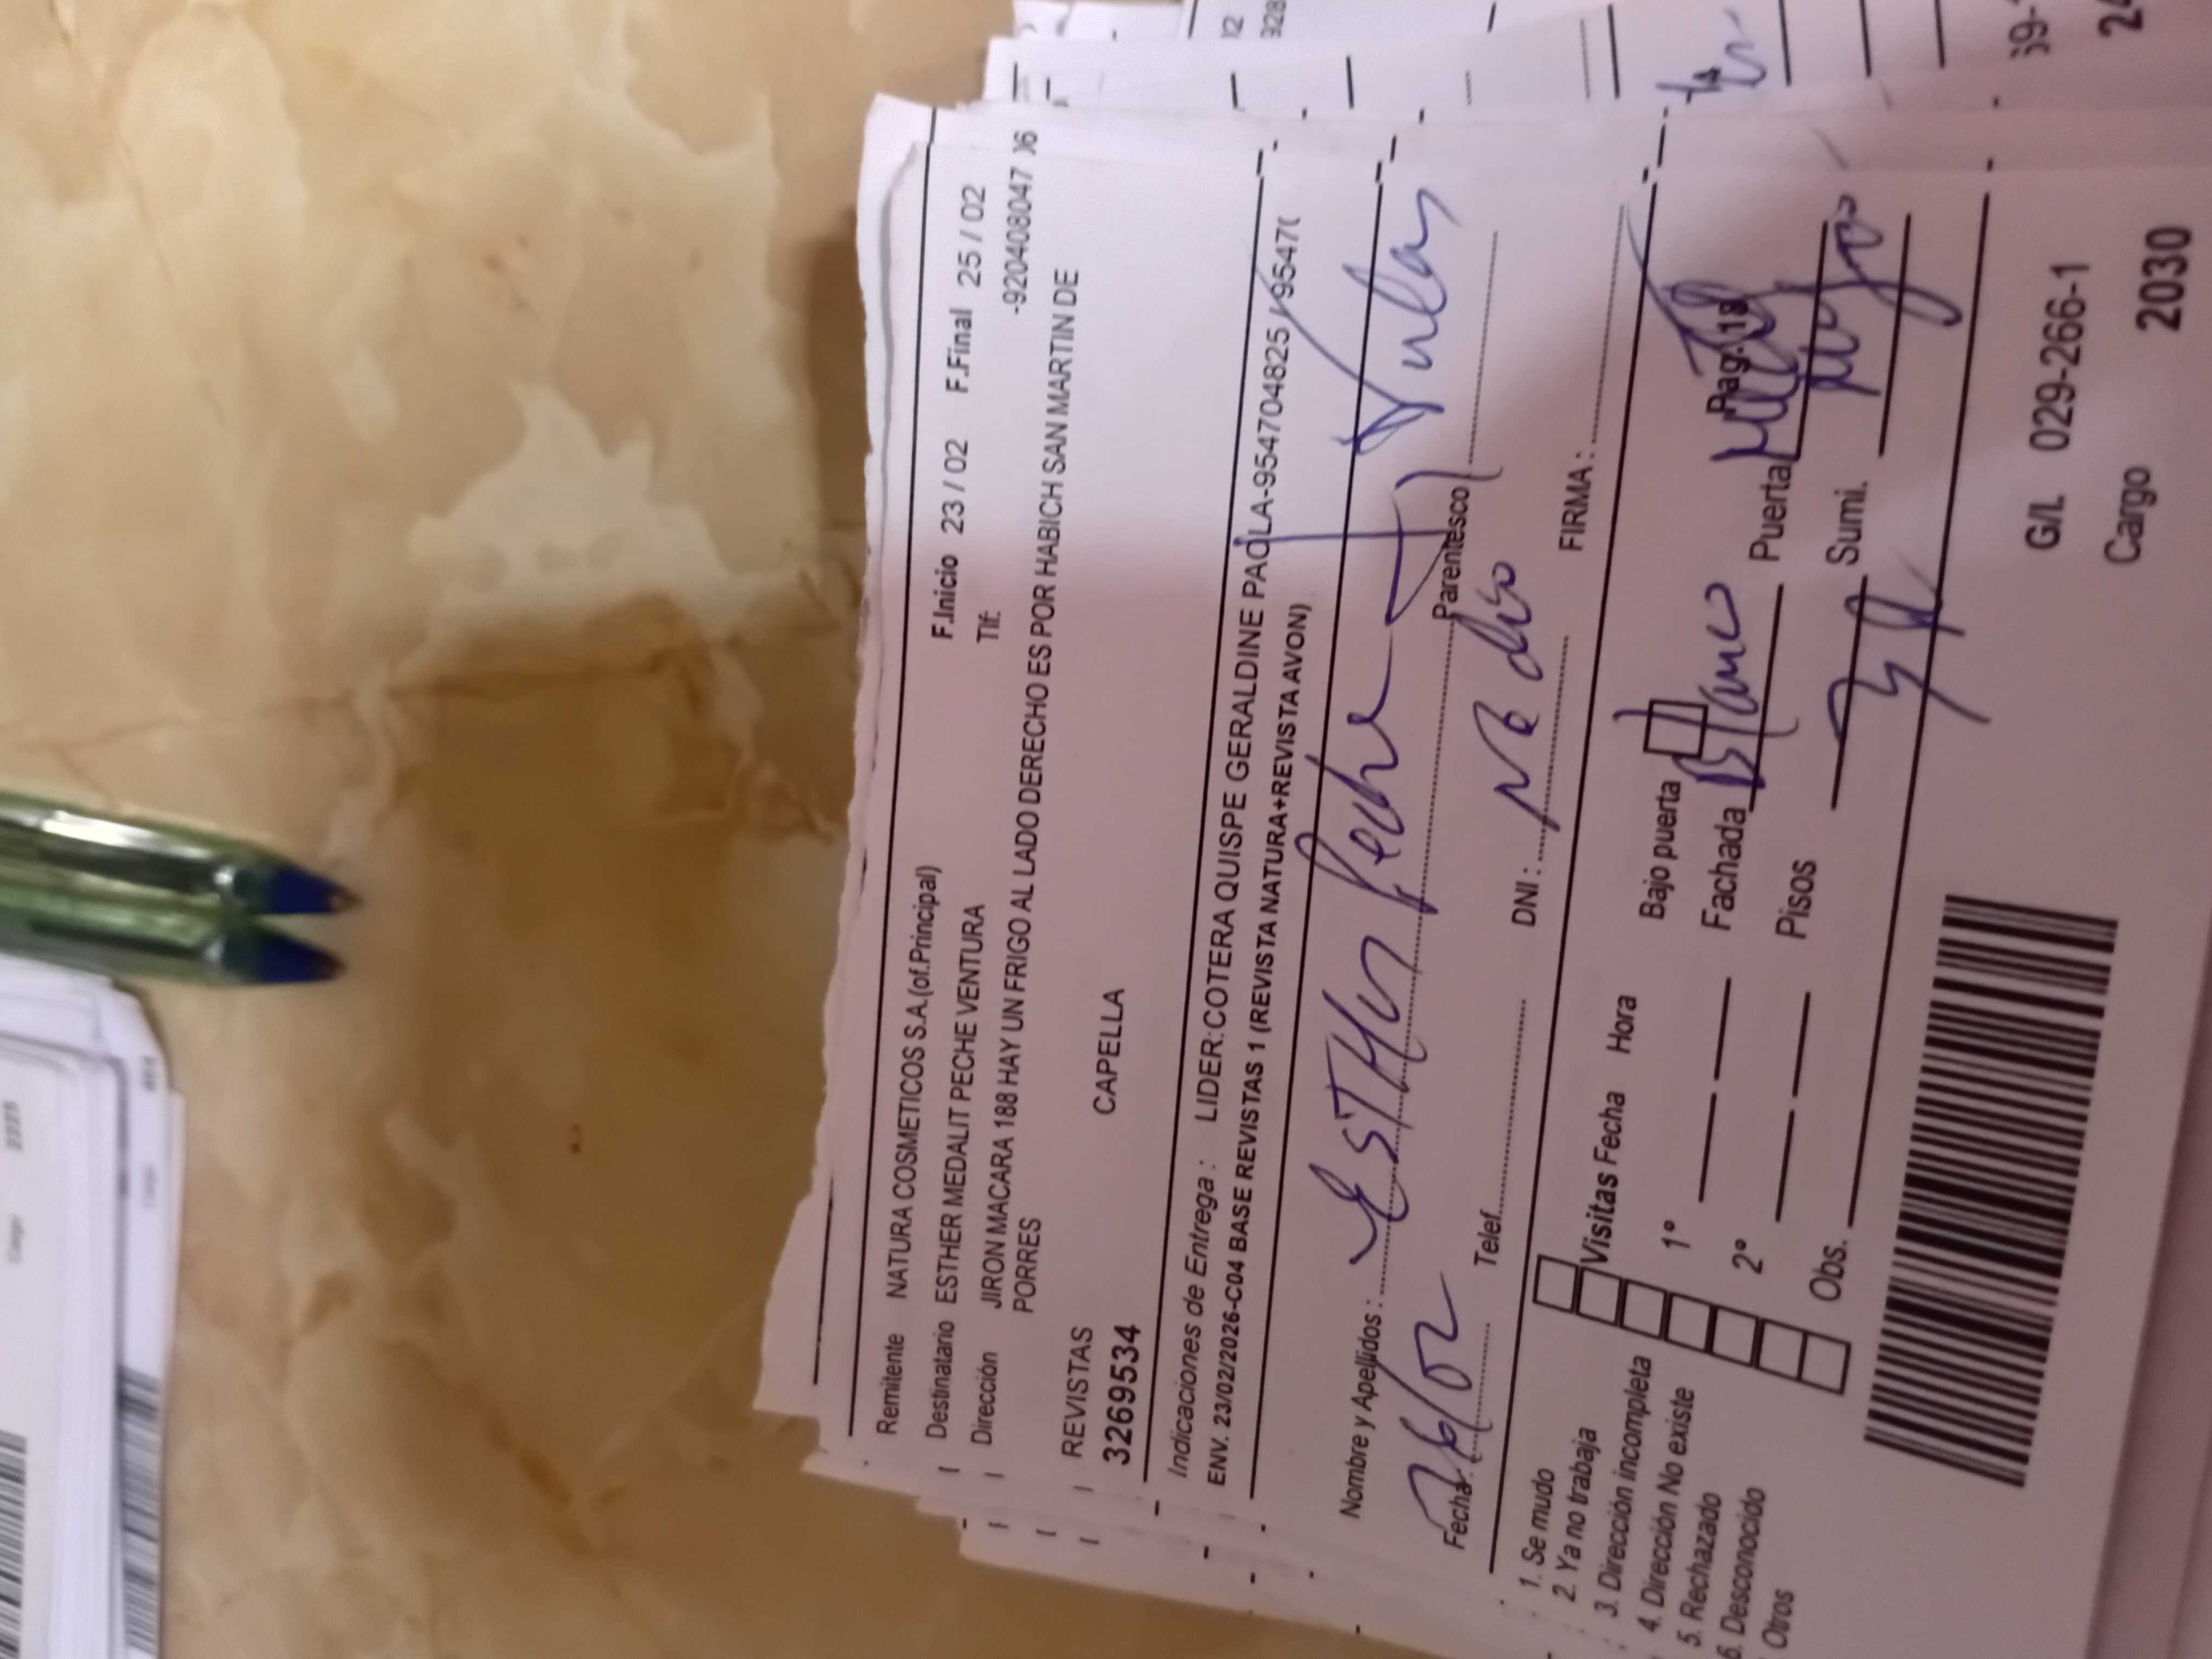 Remitente NATURA COSMETICOS S.A.(of.Principal) F.Inicio 23 / 02 F.Final 25 / 02
Destinatario ESTHER MEDALIT PECHE VENTURA Tlf. -920408047
Dirección JIRON MACARA 188 HAY UN FRIGO AL LADO DERECHO ES POR HABICH SAN MARTIN DE
PORRES
REVISTAS CAPELLA
3269534
Indicaciones de Entrega : LIDER:COTERA QUISPE GERALDINE PAOLA-954704825 / 95470
ENV. 23/02/2026-C04 BASE REVISTAS 1 (REVISTA NATURA+REVISTA AVON)
Nombre y Apellidos : Esther Peche
Fecha: 26/02 Telef. DNI : No dio Parentesco
FIRMA :
1. Se mudo
2. Ya no trabaja
3. Dirección incompleta
4. Dirección No existe
5. Rechazado
6. Desconocido
Otros
Visitas Fecha Hora
1°
2°
Obs.
Bajo puerta Pag. 18
Fachada Blanco Puerta
Pisos Sumi.
G/L 029-266-1
Cargo 2030